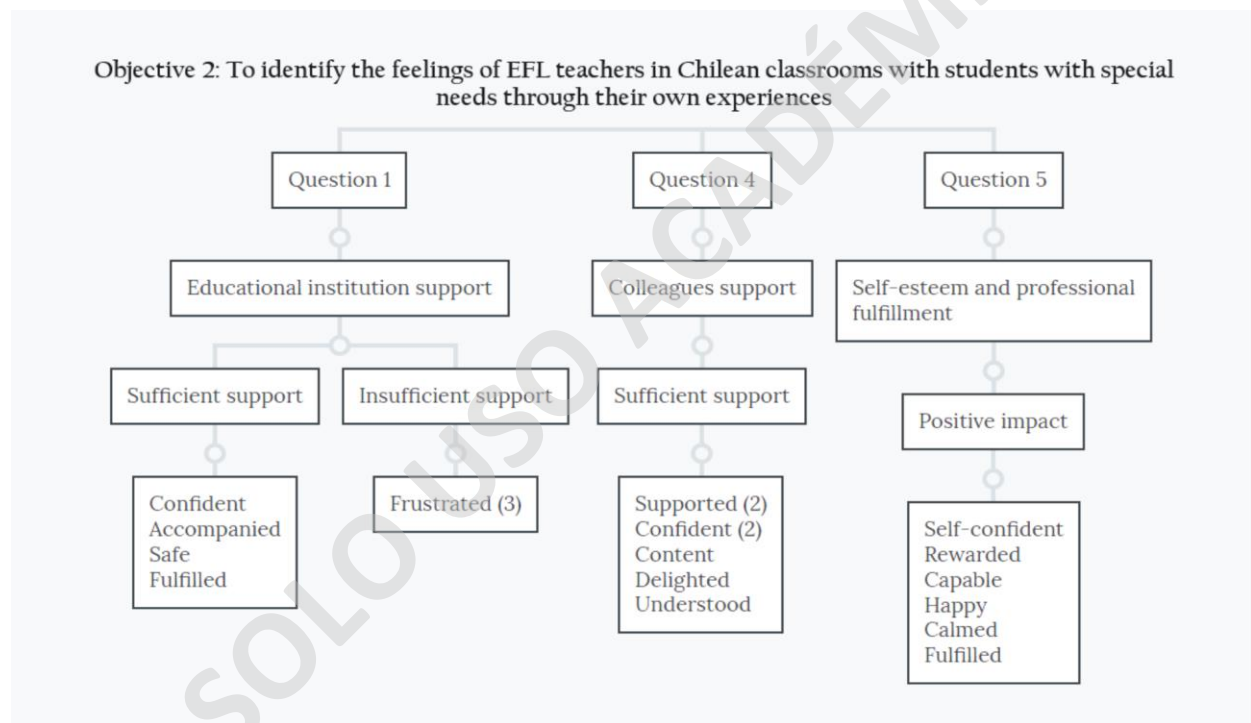 Objective 2: To identify the feelings of EFL teachers in Chilean classrooms with students with special
needs through their own experiences
Question 1
Question 4
Question 5
Educational institution support
Colleagues support
Self-esteem and professional
fulfillment
Sufficient support
Insufficient support
Sufficient support
Positive impact
Confident
Accompanied
Safe
Fulfilled
Frustrated (3)
Supported (2)
Confident (2)
Content
Delighted
Understood
Self-confident
Rewarded
Capable
Happy
Calmed
Fulfilled
SOLO USO ACADÉM